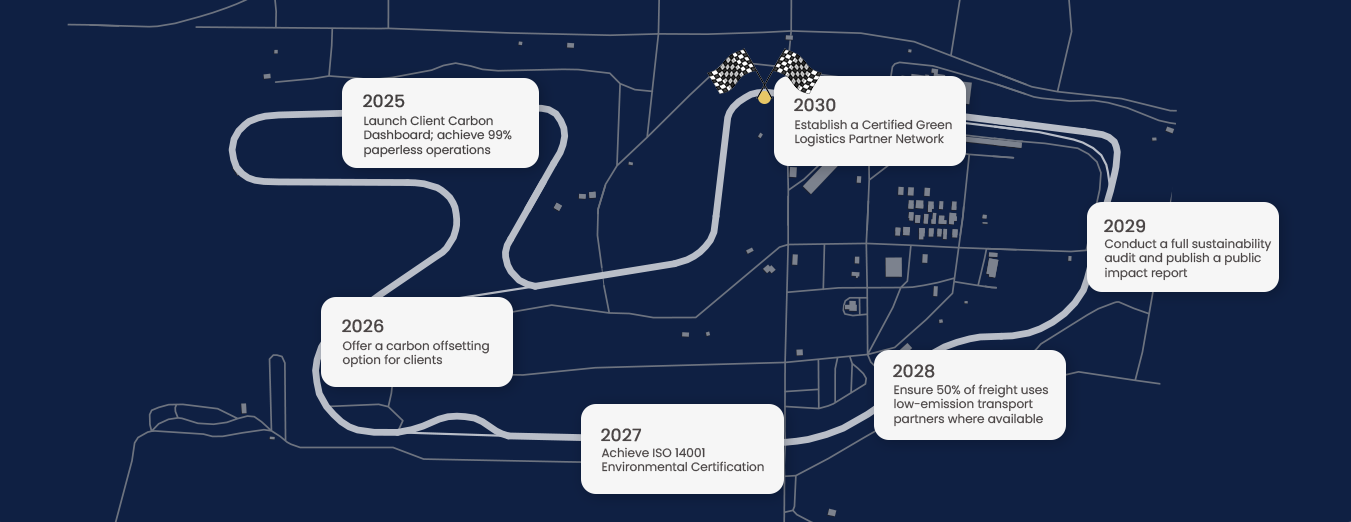 2025
Launch Client Carbon
Dashboard; achieve 99%
paperless operations
2026
Offer a carbon offsetting
option for clients
2027
Achieve ISO 14001
Environmental Certification
2028
Ensure 50% of freight uses
low-emission transport
partners where available
2029
Conduct a full sustainability
audit and publish a public
impact report
2030
Establish a Certified Green
Logistics Partner Network